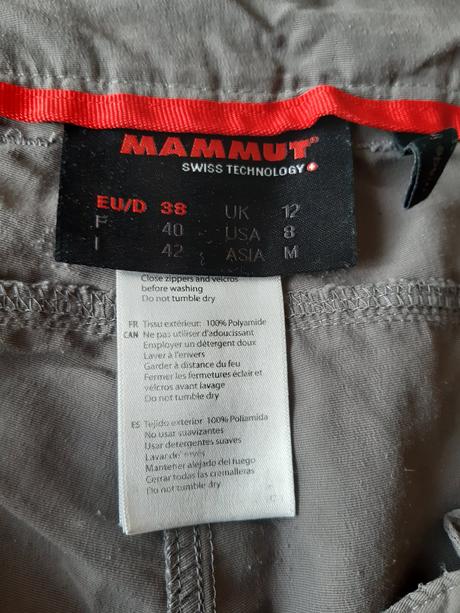 MAMMUT
SWISS TECHNOLOGY
EU/D 38 UK 12
F 40 USA 8
I 42 ASIA M
Close zippers and velcros
before washing
Do not tumble dry
FR Tissu extérieur: 100% Polyamide
CAN Ne pas utiliser d'adoucissant
Employer un détergent doux
Laver à l'envers
Garder à distance du feu
Fermer les fermetures éclair et
velcros avant lavage
Do not tumble dry
ES Tejido exterior 100% Poliamida
No usar suavizantes
Usar detergentes suaves
Lavar del envés
Mantener alejado del fuego
Cerrar todas las cremalleras
Do not tumble dry